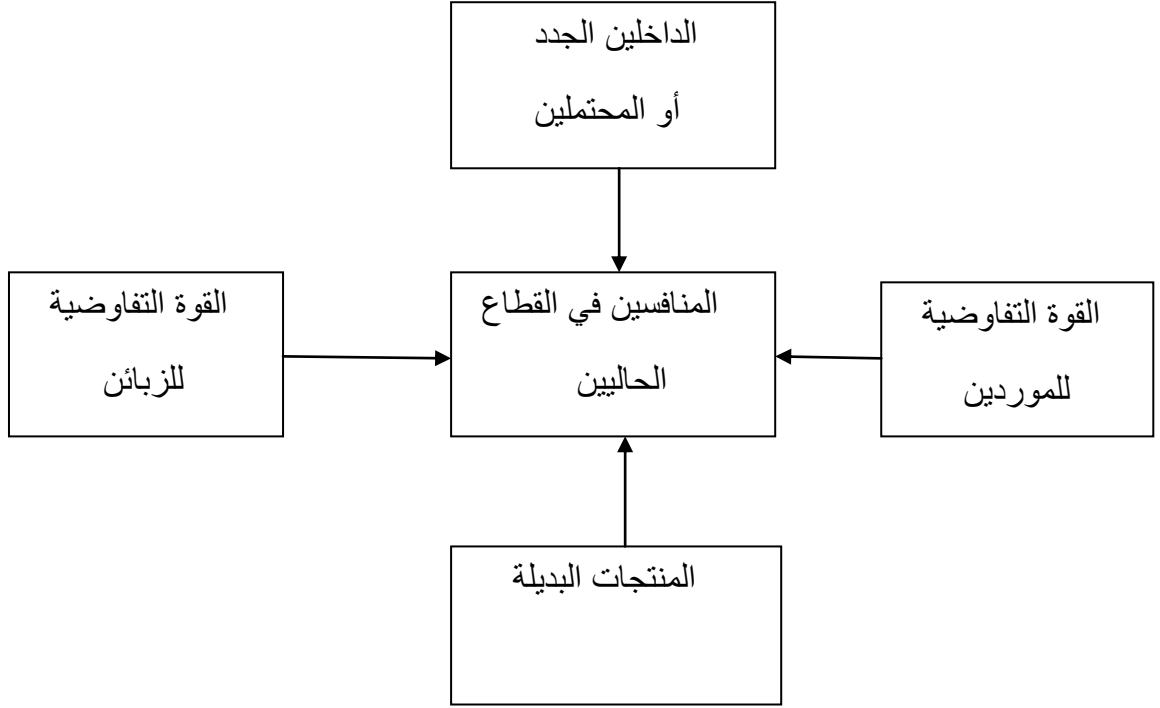 الداخلين الجدد
أو المحتملين
القوة التفاوضية
للموردين
المنافسين في القطاع
الحاليين
القوة التفاوضية
للزبائن
المنتجات البديلة